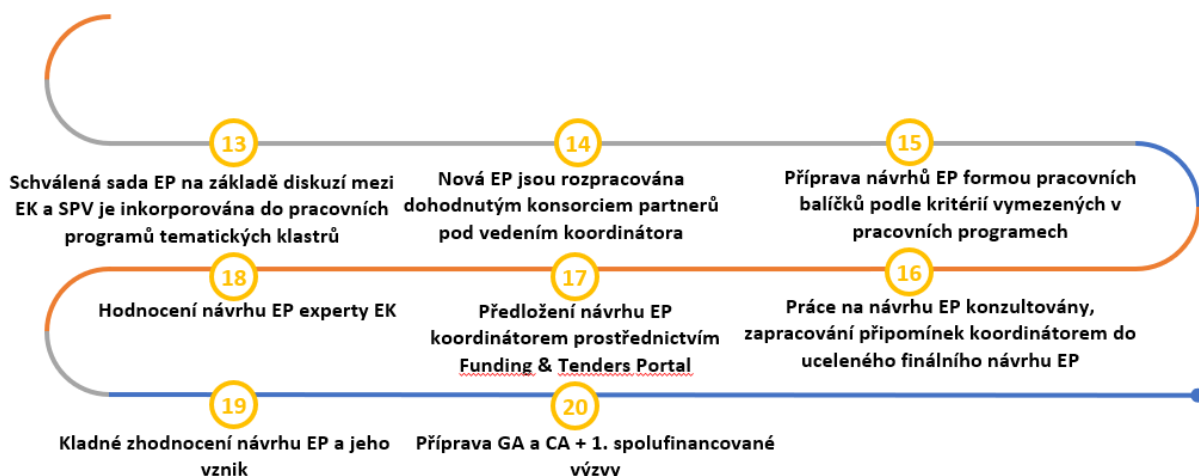 13
Schválená sada EP na základě diskuzí mezi
EK a SPV je inkorporována do pracovních
programů tematických klastrů
14
Nová EP jsou rozpracována
dohodnutým konsorciem partnerů
pod vedením koordinátora
15
Příprava návrhů EP formou pracovních
balíčků podle kritérií vymezených v
pracovních programech
16
Práce na návrhu EP konzultovány,
zapracování připomínek koordinátorem do
uceleného finálního návrhu EP
17
Předložení návrhu EP
koordinátorem prostřednictvím
Funding & Tenders Portal
18
Hodnocení návrhu EP experty EK
19
Kladné zhodnocení návrhu EP a jeho
vznik
20
Příprava GA a CA + 1. spolufinancované
výzvy